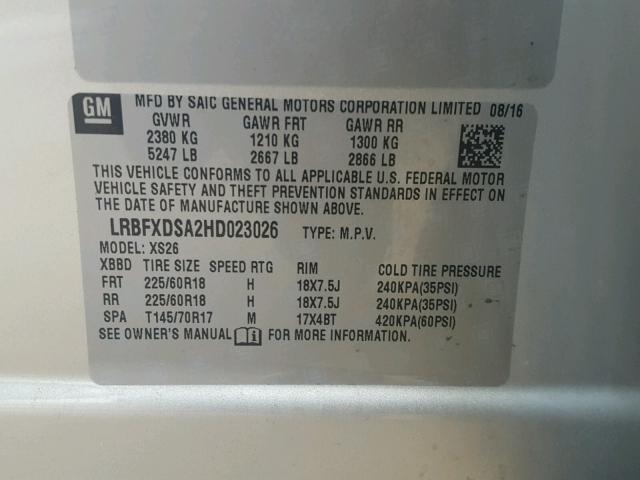 GM
MFD BY SAIC GENERAL MOTORS CORPORATION LIMITED 08/16
GVWR GAWR FRT GAWR RR
2380 KG 1210 KG 1300 KG
5247 LB 2667 LB 2866 LB
THIS VEHICLE CONFORMS TO ALL APPLICABLE U.S. FEDERAL MOTOR
VEHICLE SAFETY AND THEFT PREVENTION STANDARDS IN EFFECT ON
THE DATE OF MANUFACTURE SHOWN ABOVE.
LRBFXDSA2HD023026 TYPE: M.P.V.
MODEL: XS26
XBBD TIRE SIZE SPEED RTG RIM COLD TIRE PRESSURE
FRT 225/60R18 H 18X7.5J 240KPA(35PSI)
RR 225/60R18 H 18X7.5J 240KPA(35PSI)
SPA T145/70R17 M 17X4BT 420KPA(60PSI)
SEE OWNER'S MANUAL FOR MORE INFORMATION